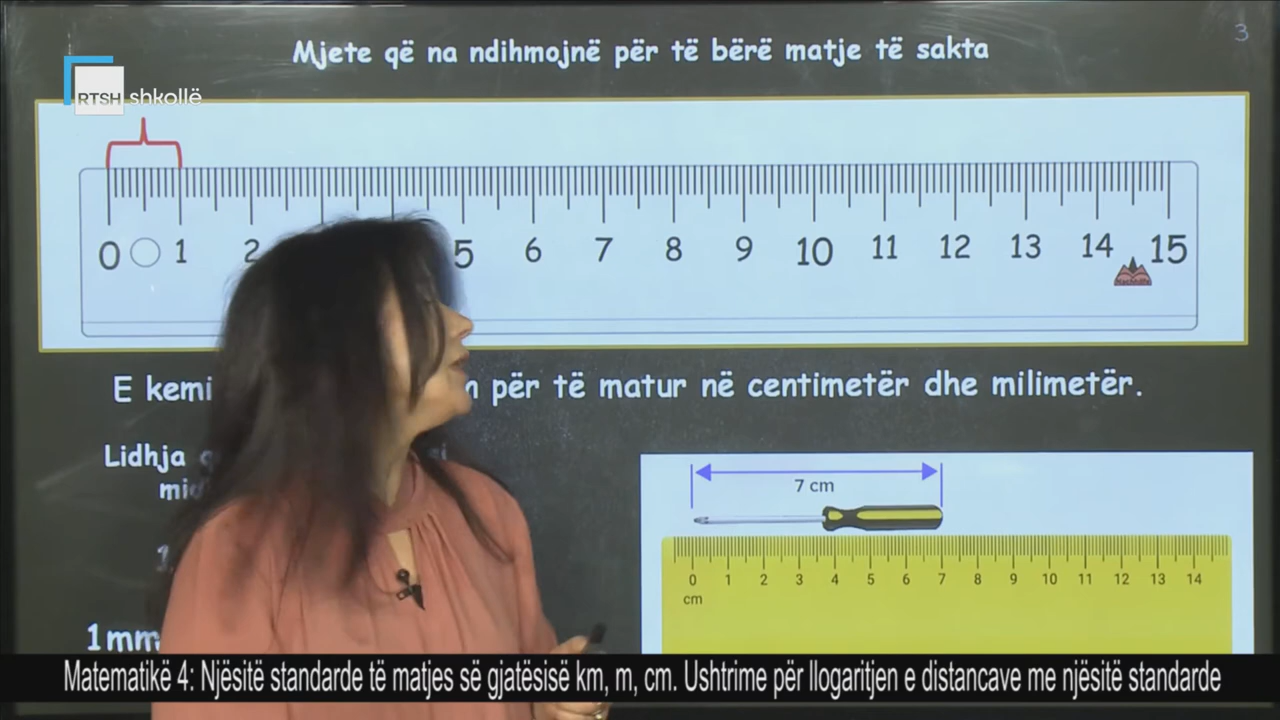 Mjete që na ndihmojnë për të bërë matje të sakta
3
RTSH shkollë
0 1 2 5 6 7 8 9 10 11 12 13 14 15
E kemi për të matur në centimetër dhe milimetër.
Lidhja
7 cm
0 1 2 3 4 5 6 7 8 9 10 11 12 13 14
cm
1mm
Matematikë 4: Njësitë standarde të matjes së gjatësisë km, m, cm. Ushtrime për llogaritjen e distancave me njësitë standarde